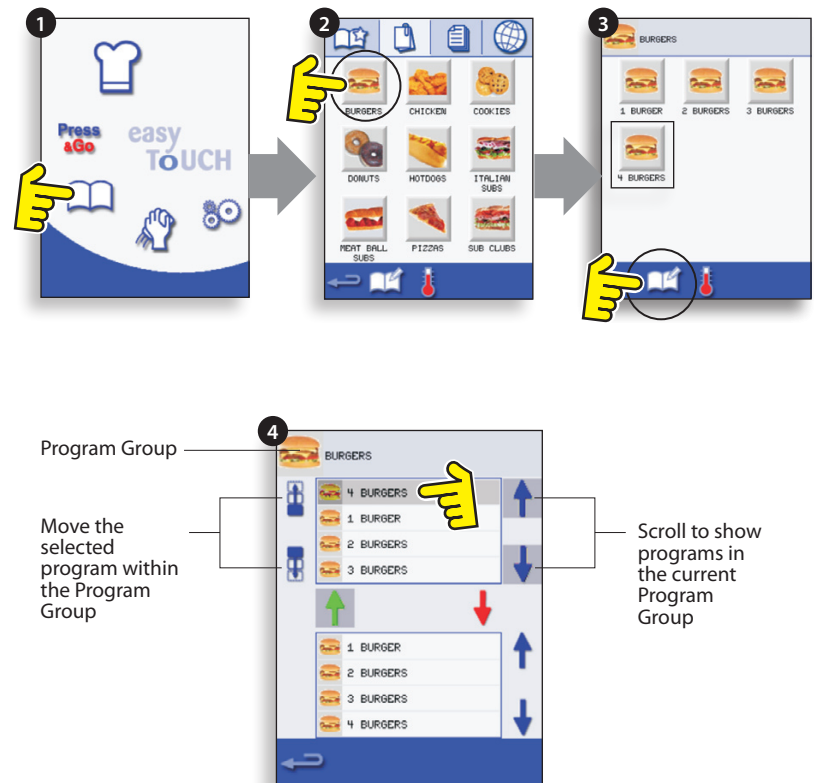 1
Press
&Go
easy
ToUCH
2
BURGERS
CHICKEN
COOKIES
DONUTS
HOTDOGS
ITALIAN
SUBS
MEAT BALL
SUBS
PIZZAS
SUB CLUBS
3
BURGERS
1 BURGER
2 BURGERS
3 BURGERS
4 BURGERS
4
Program Group
BURGERS
4 BURGERS
1 BURGER
2 BURGERS
3 BURGERS
Move the
selected
program within
the Program
Group
Scroll to show
programs in
the current
Program
Group
1 BURGER
2 BURGERS
3 BURGERS
4 BURGERS